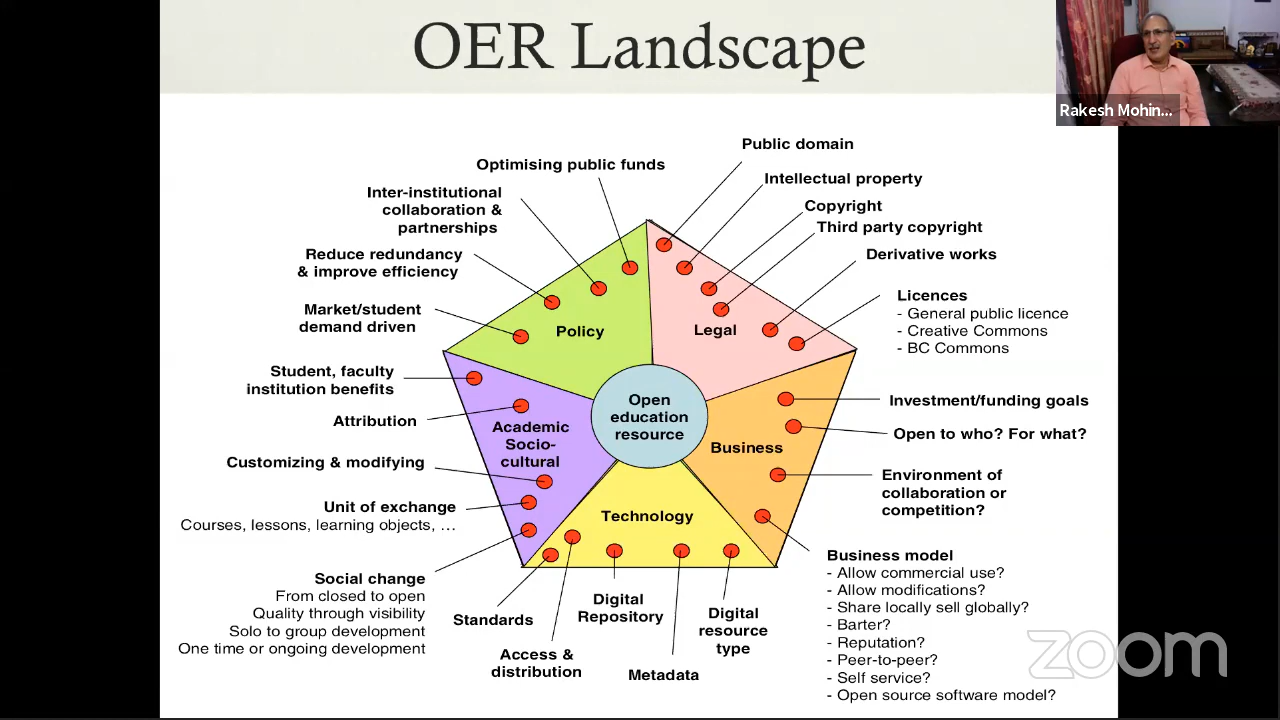 OER Landscape
Rakesh Mohin...
Public domain
Optimising public funds
Intellectual property
Inter-institutional
collaboration &
partnerships
Copyright
Third party copyright
Reduce redundancy
& improve efficiency
Derivative works
Licences
- General public licence
- Creative Commons
- BC Commons
Market/student
demand driven
Policy
Legal
Student, faculty
institution benefits
Attribution
Open
education
resource
Investment/funding goals
Open to who? For what?
Academic
Socio-
cultural
Business
Customizing & modifying
Environment of
collaboration or
competition?
Unit of exchange
Courses, lessons, learning objects, ...
Technology
Social change
From closed to open
Quality through visibility
Solo to group development
One time or ongoing development
Standards
Access &
distribution
Digital
Repository
Metadata
Digital
resource
type
Business model
- Allow commercial use?
- Allow modifications?
- Share locally sell globally?
- Barter?
- Reputation?
- Peer-to-peer?
- Self service?
- Open source software model?
zoom